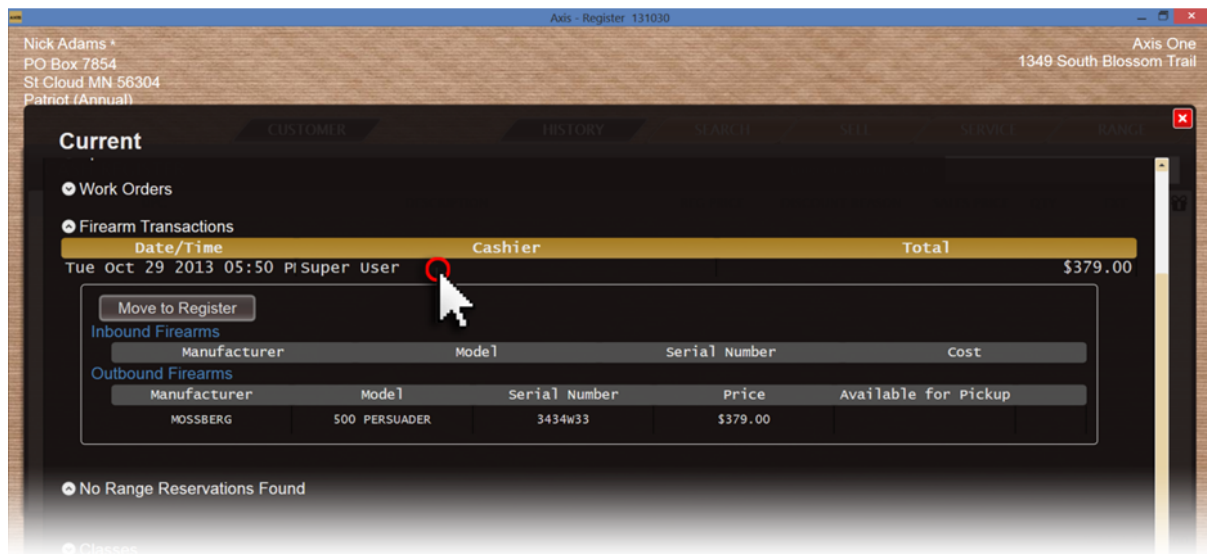 Axis - Register 131030
Nick Adams *
PO Box 7854
St Cloud MN 56304
Patriot (Annual)
Axis One
1349 South Blossom Trail
CUSTOMER HISTORY SEARCH SELL SERVICE RANGE
Current
Work Orders
Firearm Transactions
Date/Time Cashier Total
Tue Oct 29 2013 05:50 Super User $379.00
Move to Register
Inbound Firearms
Manufacturer Model Serial Number Cost
Outbound Firearms
Manufacturer Model Serial Number Price Available for Pickup
MOSSBERG 500 PERSUADER 3434W33 $379.00
No Range Reservations Found
Classes